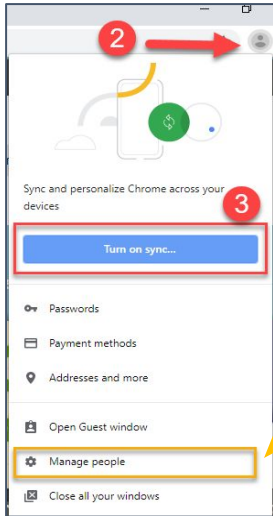 2
Sync and personalize Chrome across your
devices
3
Turn on sync...
Passwords
Payment methods
Addresses and more
Open Guest window
Manage people
Close all your windows